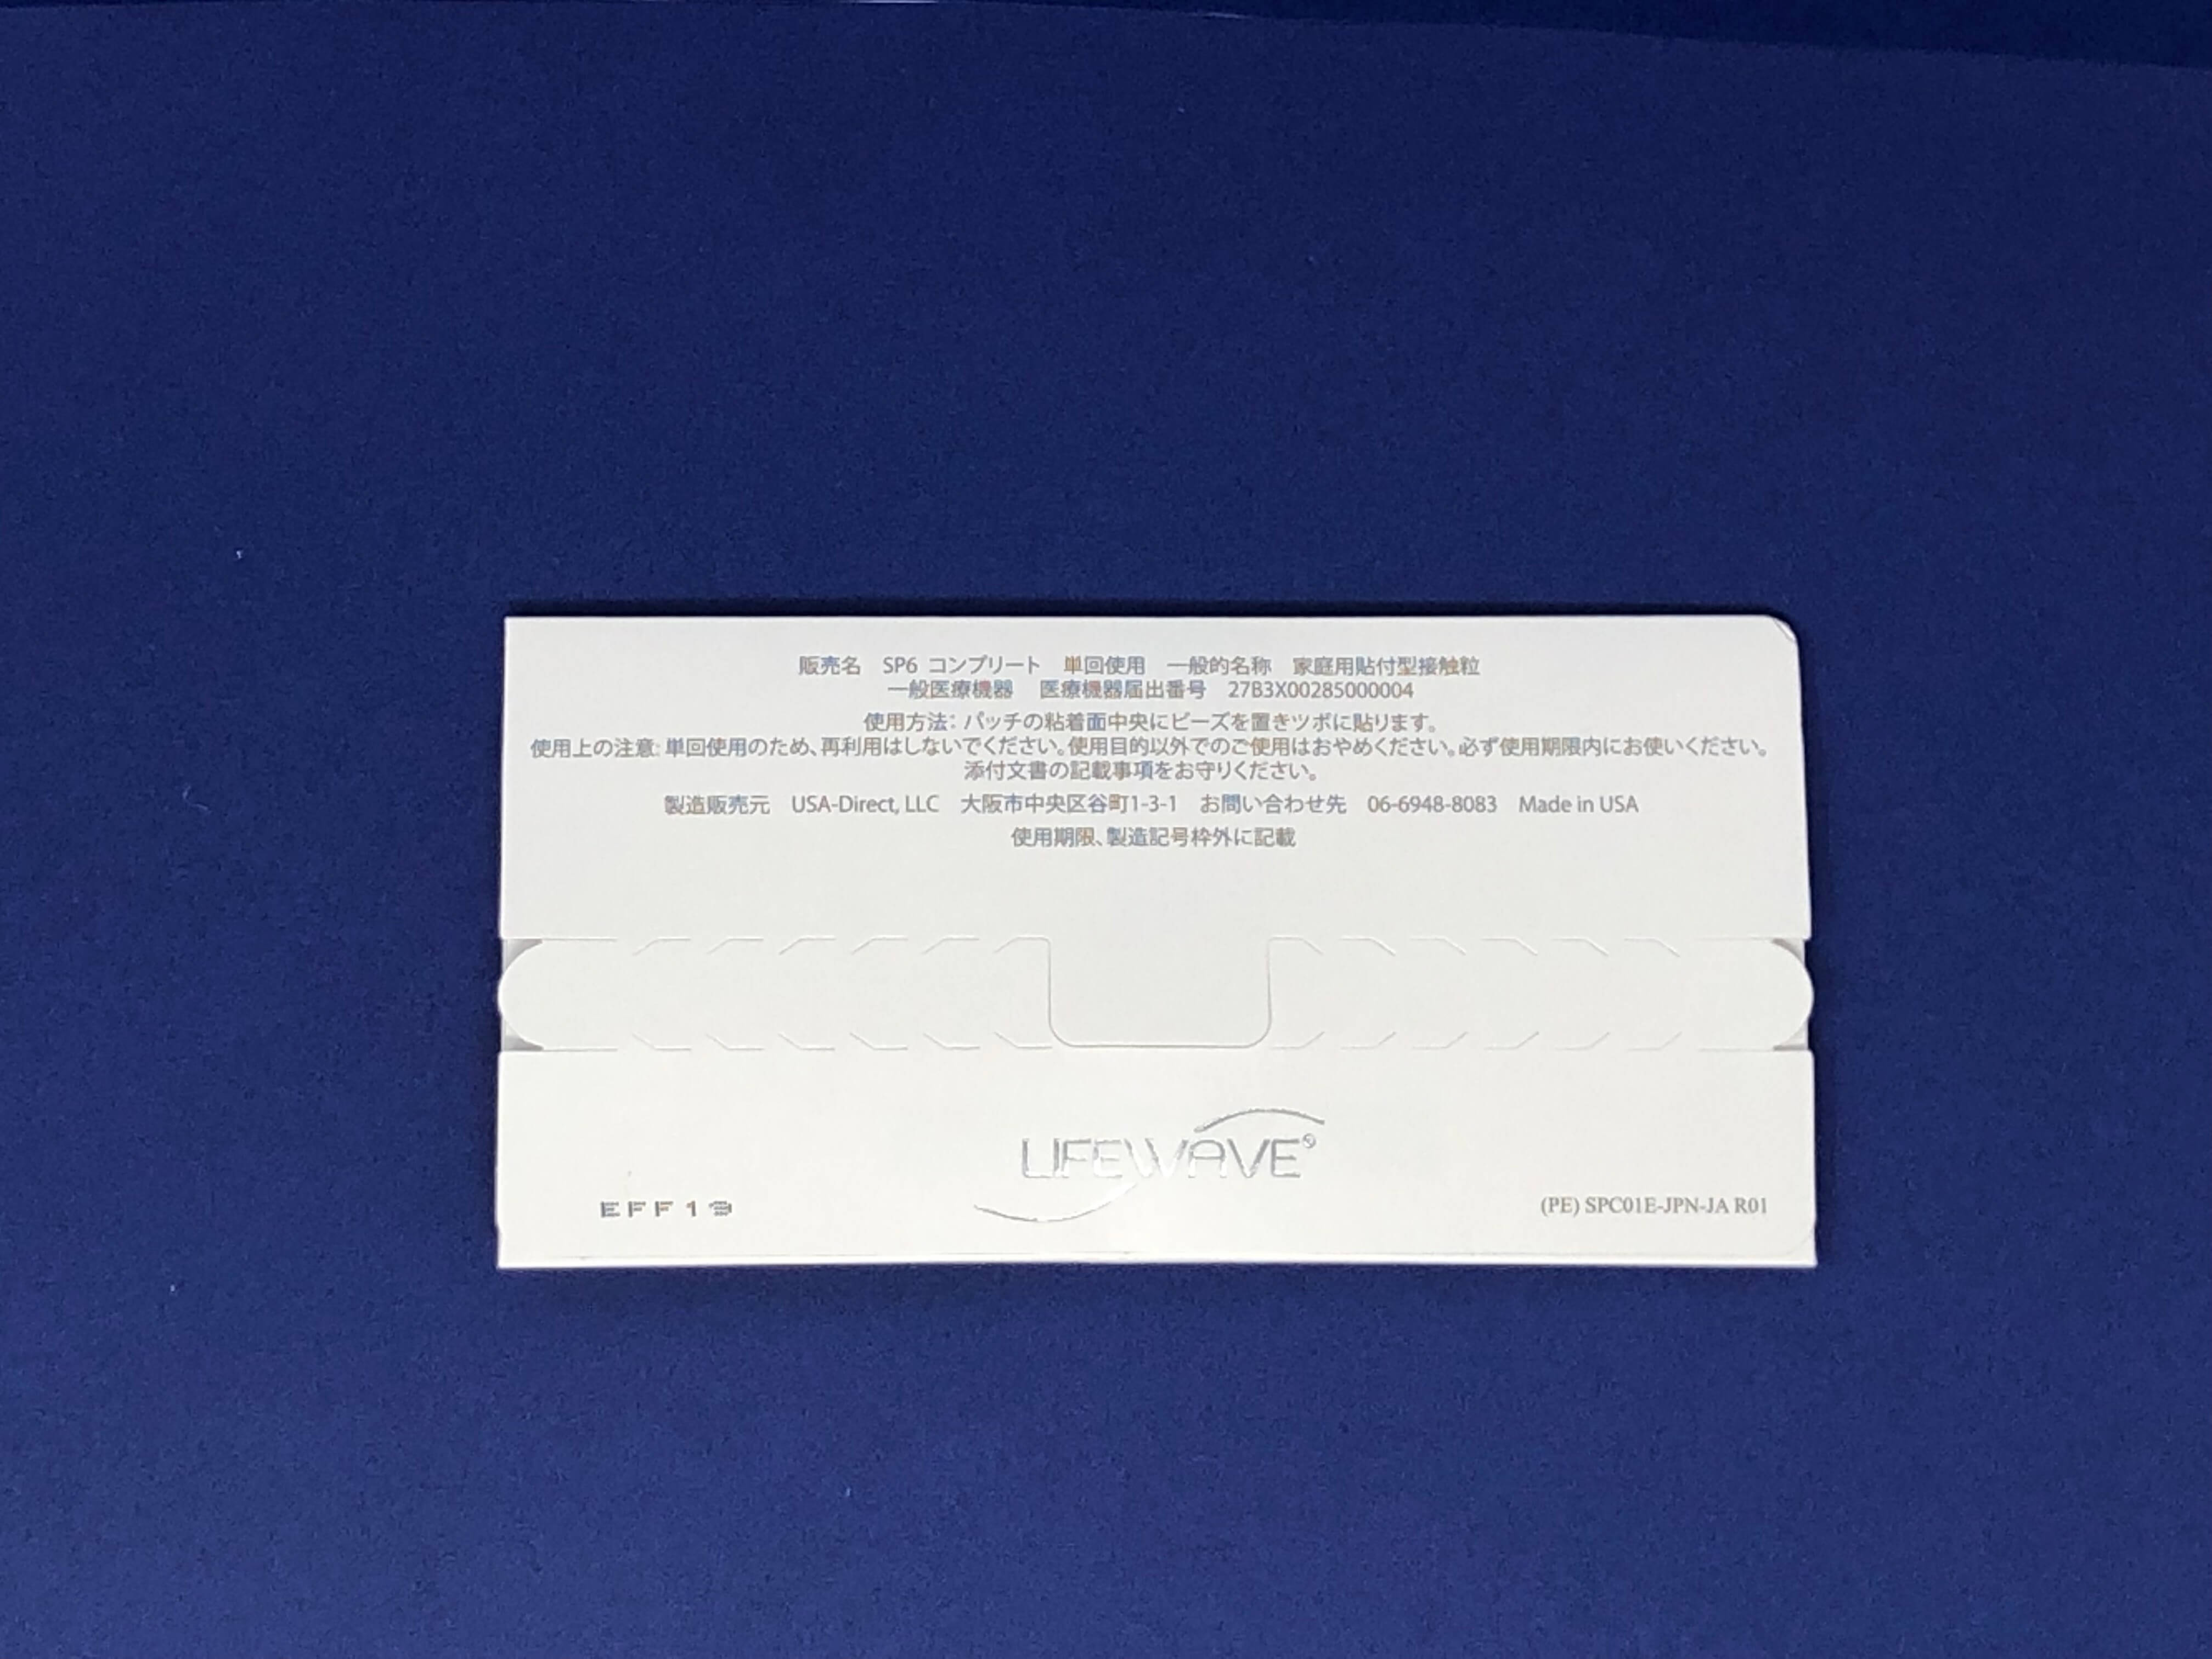 販売名　SP6 コンプリート　単回使用　一般的名称　家庭用貼付型接触粒
一般医療機器　医療機器届出番号　27B3X00285000004
使用方法：パッチの粘着面中央にビーズを置きツボに貼ります。
使用上の注意：単回使用のため、再利用はしないでください。使用目的以外でのご使用はおやめください。必ず使用期限内にお使いください。
添付文書の記載事項をお守りください。
製造販売元　USA-Direct, LLC　大阪市中央区谷町1-3-1　お問い合わせ先　06-6948-8083　Made in USA
使用期限、製造記号枠外に記載
LIFEWAVE®
EFF19
(PE) SPC01E-JPN-JA R01